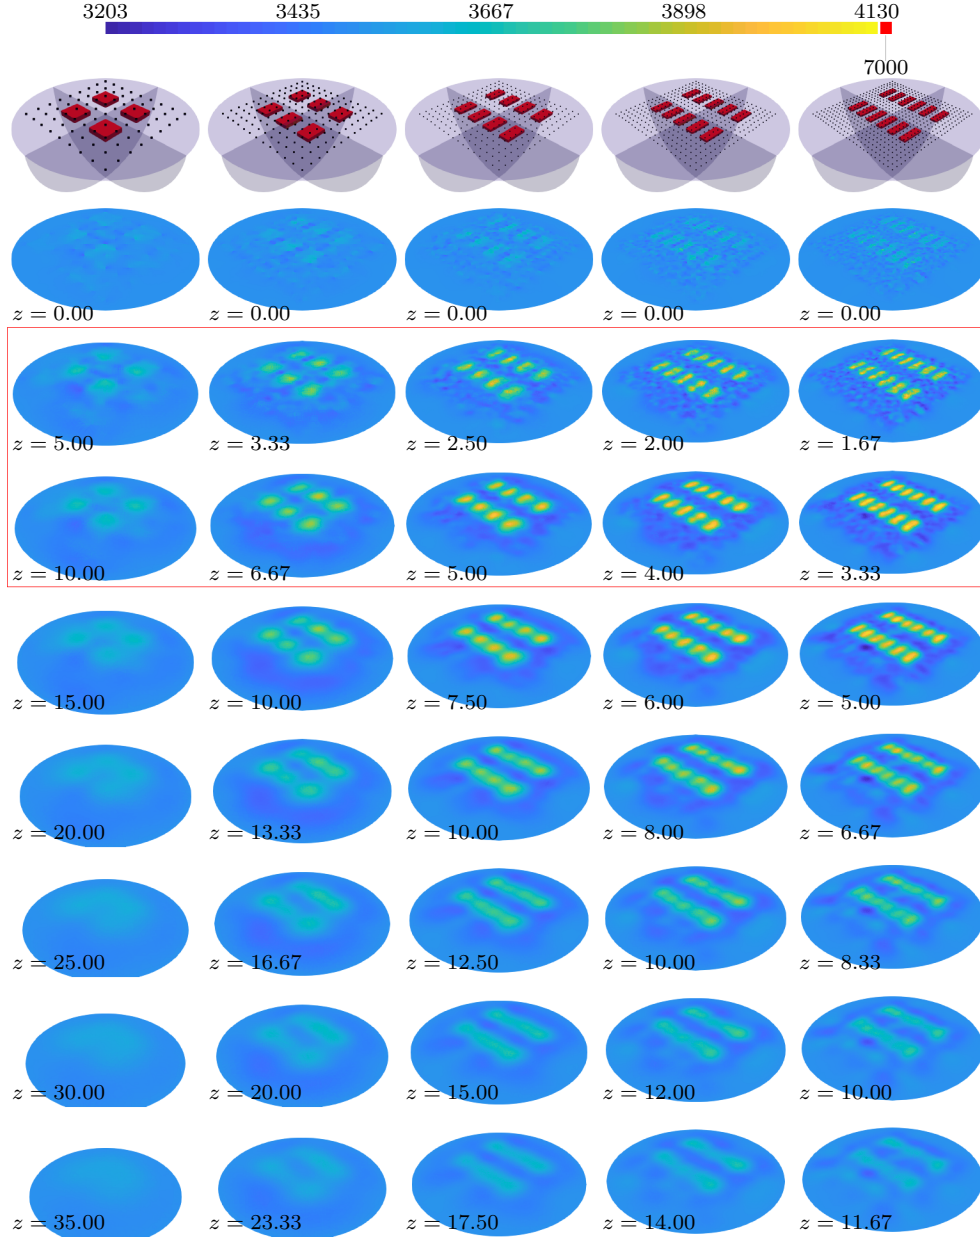 3203 3435 3667 3898 4130
7000
z = 0.00 z = 0.00 z = 0.00 z = 0.00 z = 0.00
z = 5.00 z = 3.33 z = 2.50 z = 2.00 z = 1.67
z = 10.00 z = 6.67 z = 5.00 z = 4.00 z = 3.33
z = 15.00 z = 10.00 z = 7.50 z = 6.00 z = 5.00
z = 20.00 z = 13.33 z = 10.00 z = 8.00 z = 6.67
z = 25.00 z = 16.67 z = 12.50 z = 10.00 z = 8.33
z = 30.00 z = 20.00 z = 15.00 z = 12.00 z = 10.00
z = 35.00 z = 23.33 z = 17.50 z = 14.00 z = 11.67